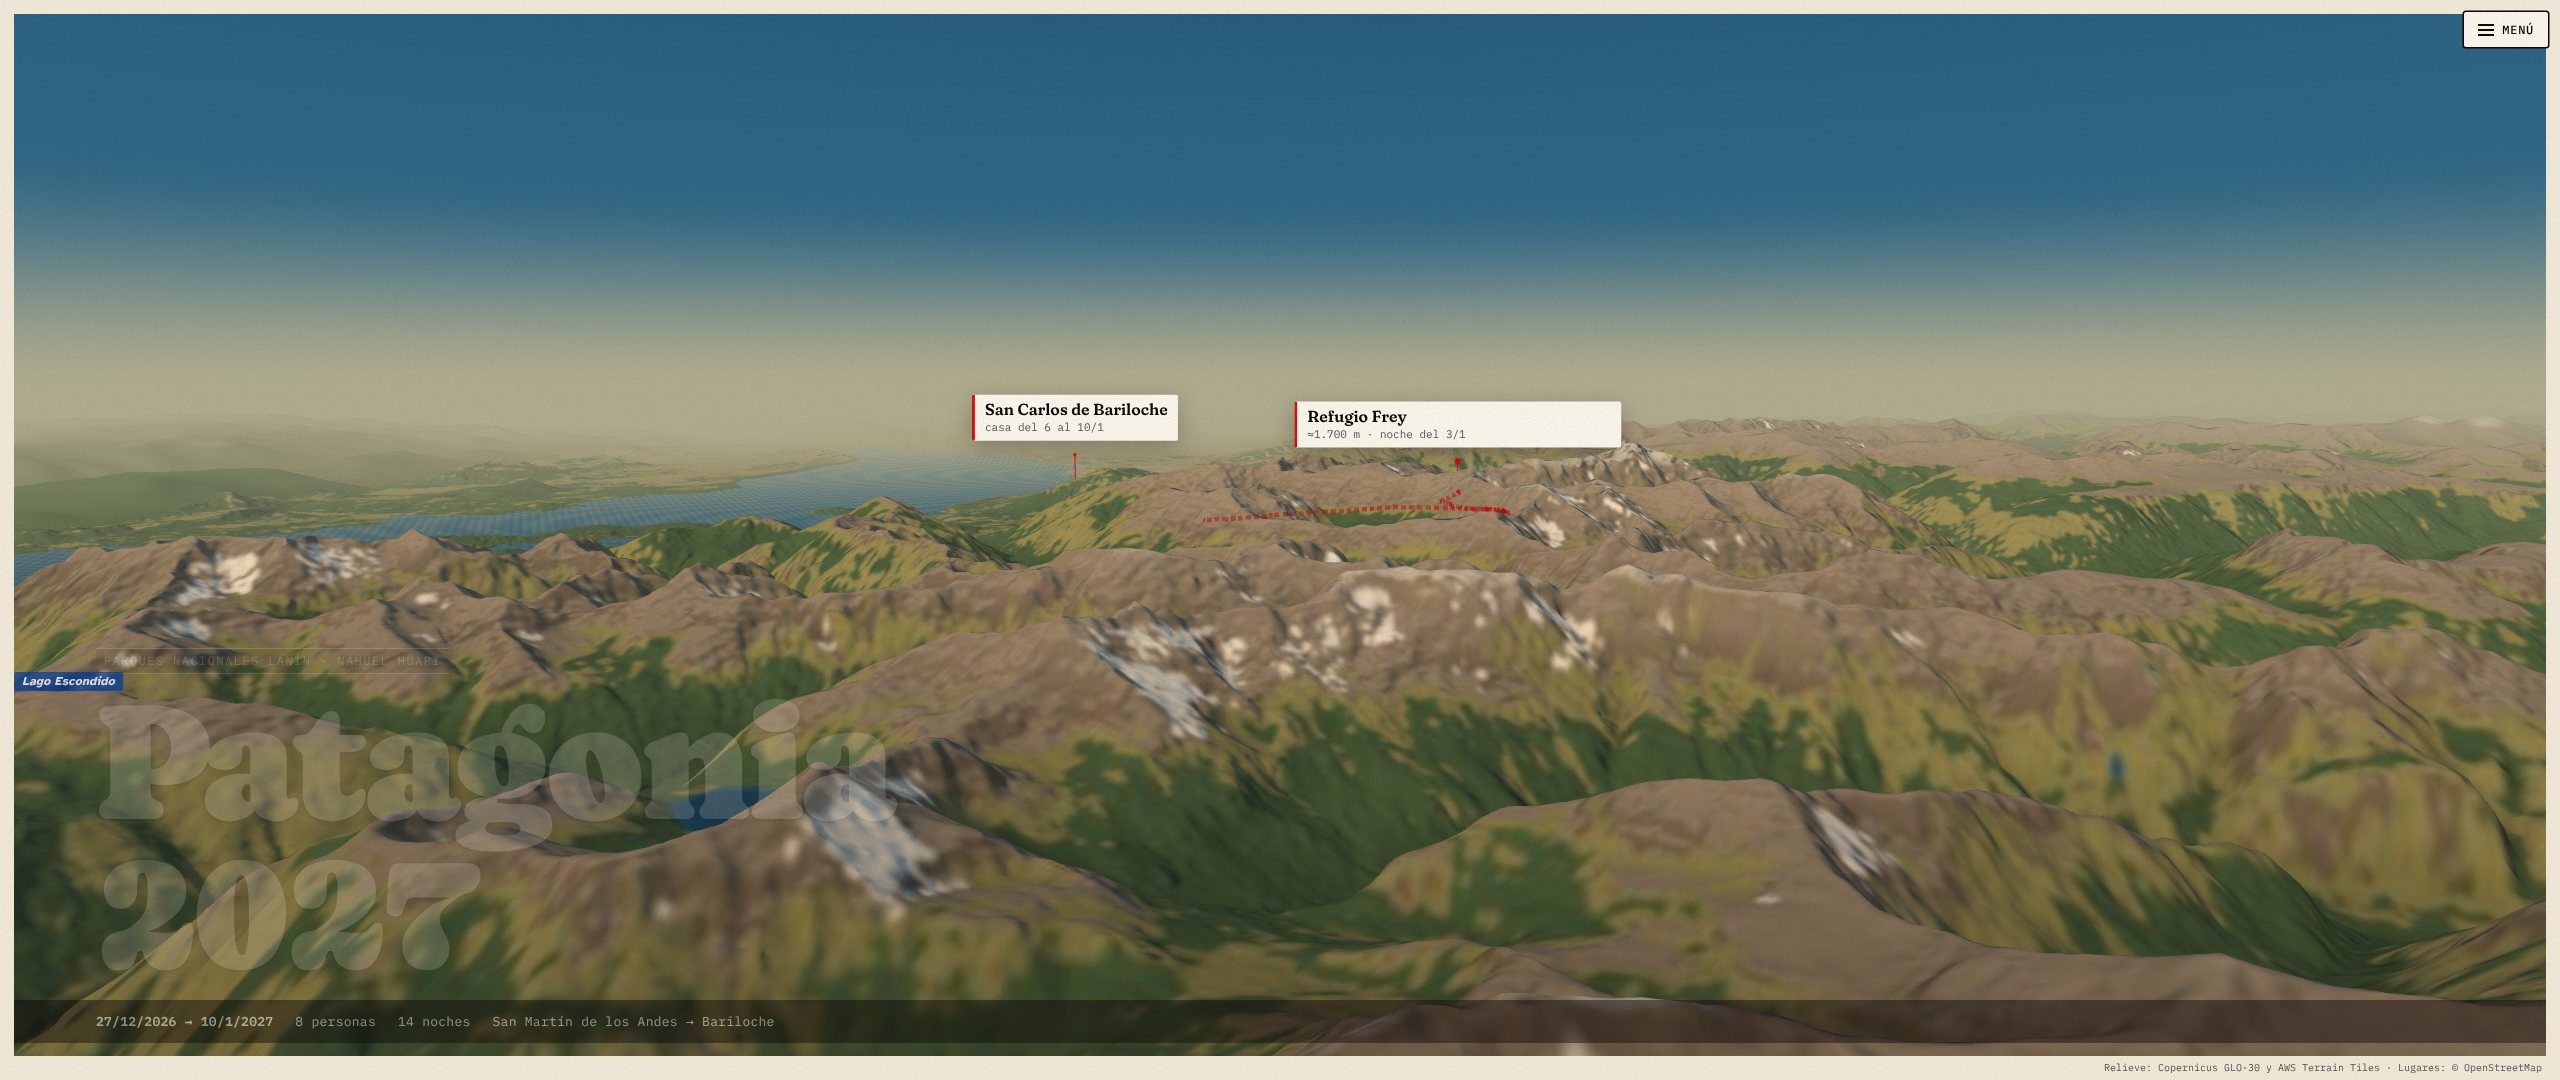 MENÚ
San Carlos de Bariloche
casa del 6 al 10/1
Refugio Frey
≈1.700 m · noche del 3/1
PARQUES NACIONALES LANÍN · NAHUEL HUAPI
Lago Escondido
Patagonia
2027
27/12/2026 → 10/1/2027 8 personas 14 noches San Martín de los Andes → Bariloche
Relieve: Copernicus GLO-30 y AWS Terrain Tiles · Lugares: © OpenStreetMap